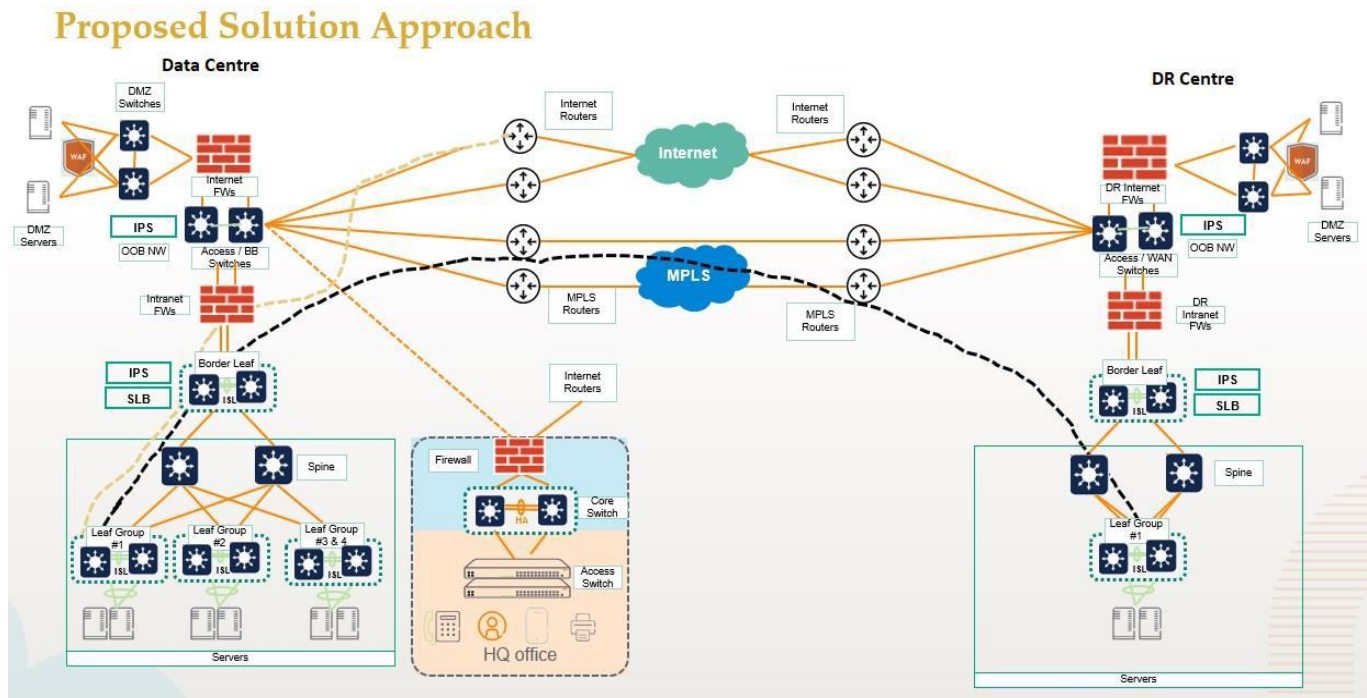 Proposed Solution Approach
Data Centre
DR Centre
DMZ
Switches
Internet
Routers
Internet
Routers
WAF
Internet
WAF
Internet
FWs
DR Internet
FWs
DMZ
Servers
IPS
OOB NW
Access / BB
Switches
IPS
OOB NW
DMZ
Servers
Access / WAN
Switches
MPLS
Intranet
FWs
MPLS
Routers
MPLS
Routers
DR
Intranet
FWs
Border Leaf
IPS
SLB
ISL
Internet
Routers
Border Leaf
ISL
IPS
SLB
Spine
Firewall
Spine
Core
Switch
HA
Leaf Group
#1
ISL
Leaf Group
#2
ISL
Leaf Group
#3 & 4
ISL
Leaf Group
#1
ISL
Access
Switch
HQ office
Servers
Servers